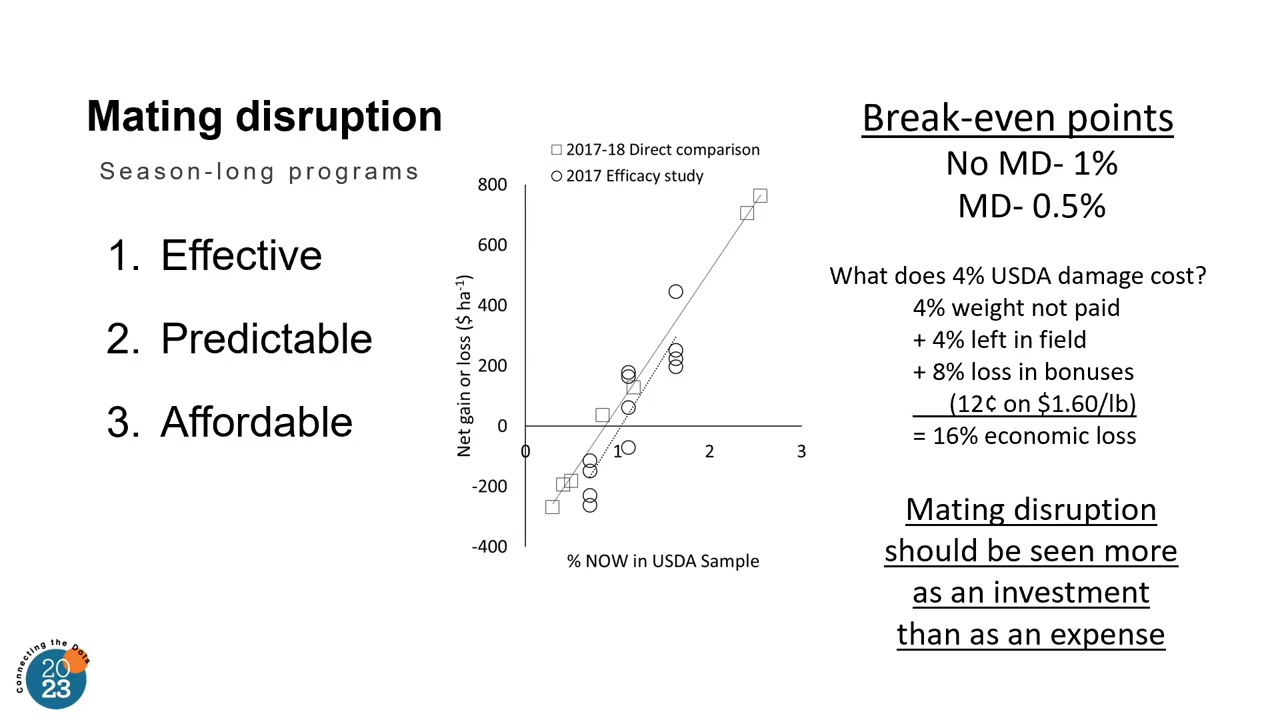 Mating disruption
Season-long programs
1. Effective
2. Predictable
3. Affordable
2017-18 Direct comparison
2017 Efficacy study
800
600
400
200
0
-200
-400
0
1
2
3
Net gain or loss ($ ha⁻¹)
% NOW in USDA Sample
Break-even points
No MD- 1%
MD- 0.5%
What does 4% USDA damage cost?
4% weight not paid
+ 4% left in field
+ 8% loss in bonuses
(12¢ on $1.60/lb)
= 16% economic loss
Mating disruption
should be seen more
as an investment
than as an expense
Connecting the Dots
20
23